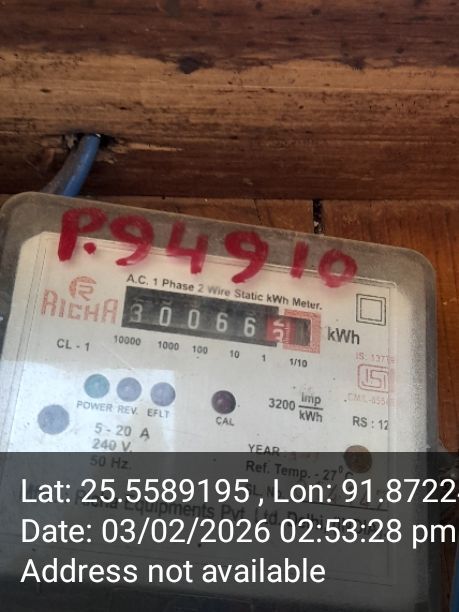 P.94910
A.C. 1 Phase 2 Wire Static kWh Meter.
RICHA
30066
kWh
CL - 1
10000 1000 100 10 1 1/10
POWER REV. EFLT
CAL
3200 imp/kWh
RS : 12
5 - 20 A
240 V.
50 Hz.
YEAR
Ref. Temp. - 27°C
Lat: 25.5589195 , Lon: 91.8722
Date: 03/02/2026 02:53:28 pm
Address not available